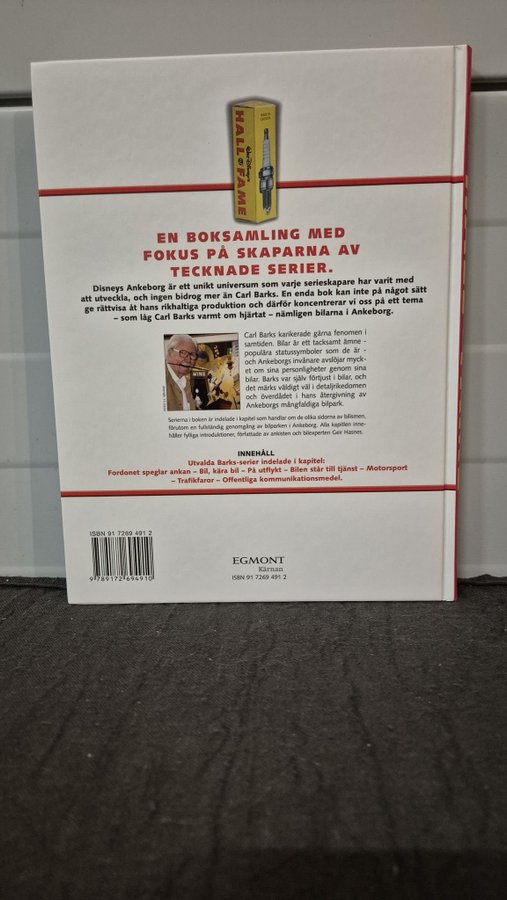 Walt Disney's
HALL OF FAME
MADE IN
EN BOKSAMLING MED
FOKUS PÅ SKAPARNA AV
TECKNADE SERIER.
Disneys Ankeborg är ett unikt universum som varje serieskapare har varit med
att utveckla, och ingen bidrog mer än Carl Barks. En enda bok kan inte på något sätt
ge rättvisa åt hans rikhaltiga produktion och därför koncentrerar vi oss på ett tema
– som låg Carl Barks varmt om hjärtat – nämligen bilarna i Ankeborg.
Carl Barks karikerade gärna fenomen i
samtiden. Bilar är ett tacksamt ämne -
populära statussymboler som de är -
och Ankeborgs invånare avslöjar myck-
et om sina personligheter genom sina
bilar. Barks var själv förtjust i bilar, och
det märks väldigt väl i detaljrikedomen
och överdådet i hans återgivning av
Ankeborgs mångfaldiga bilpark.
WINE
Serierna i boken är indelade i kapitel som handlar om de olika sidorna av bilismen,
förutom en fullständig genomgång av bilparken i Ankeborg. Alla kapitlen inne-
håller fylliga introduktioner, författade av ankisten och bilexperten Geir Hasnes.
INNEHÅLL
Utvalda Barks-serier indelade i kapitel:
Fordonet speglar ankan – Bil, kära bil – På utflykt – Bilen står till tjänst – Motorsport
– Trafikfaror – Offentliga kommunikationsmedel.
ISBN 91 7269 491 2
9 789172 694910
EGMONT
Kärnan
ISBN 91 7269 491 2